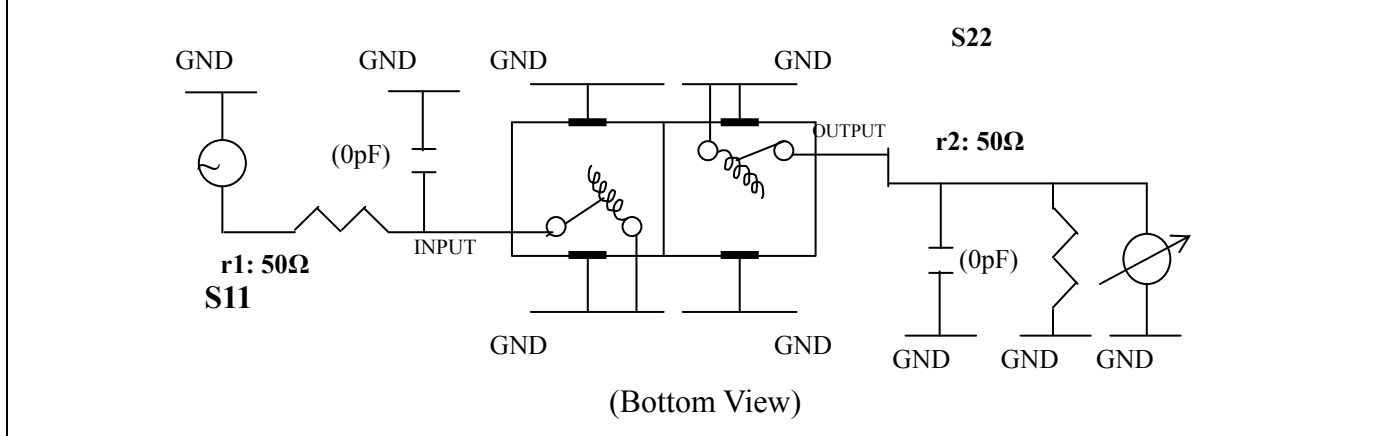 S22
GND GND GND GND
OUTPUT
r2: 50Ω
(0pF)
INPUT
r1: 50Ω
(0pF)
S11
GND GND GND GND GND
(Bottom View)